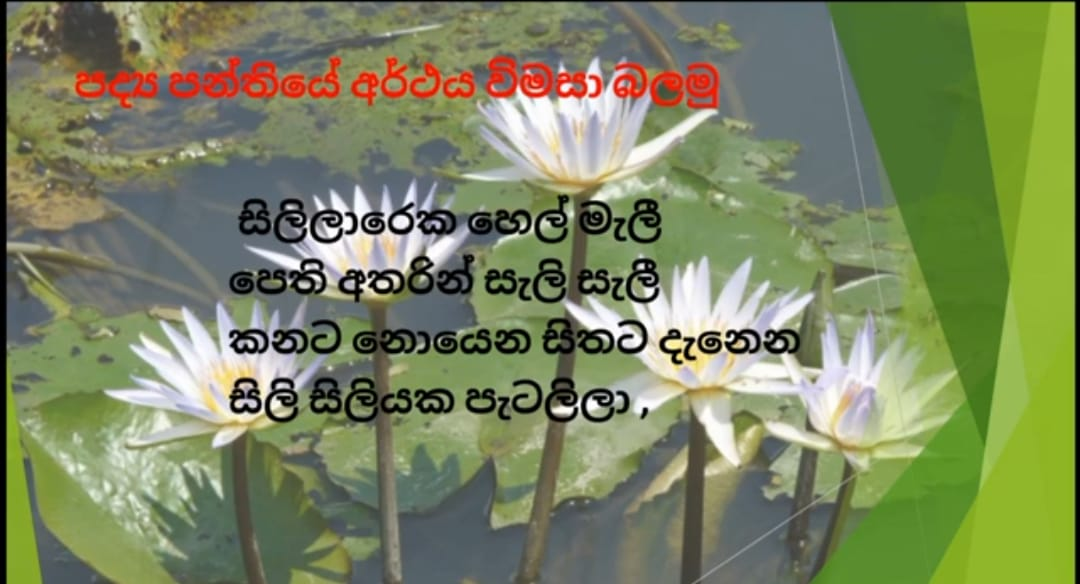 පද්‍ය පන්තියේ අර්ථය විමසා බලමු
සිලිලාරෙක හෙල් මැලී
පෙති අතරින් සැලි සැලී
කනට නොයෙන සිතට දැනෙන
සිලි සිලියක පැටලිලා ,